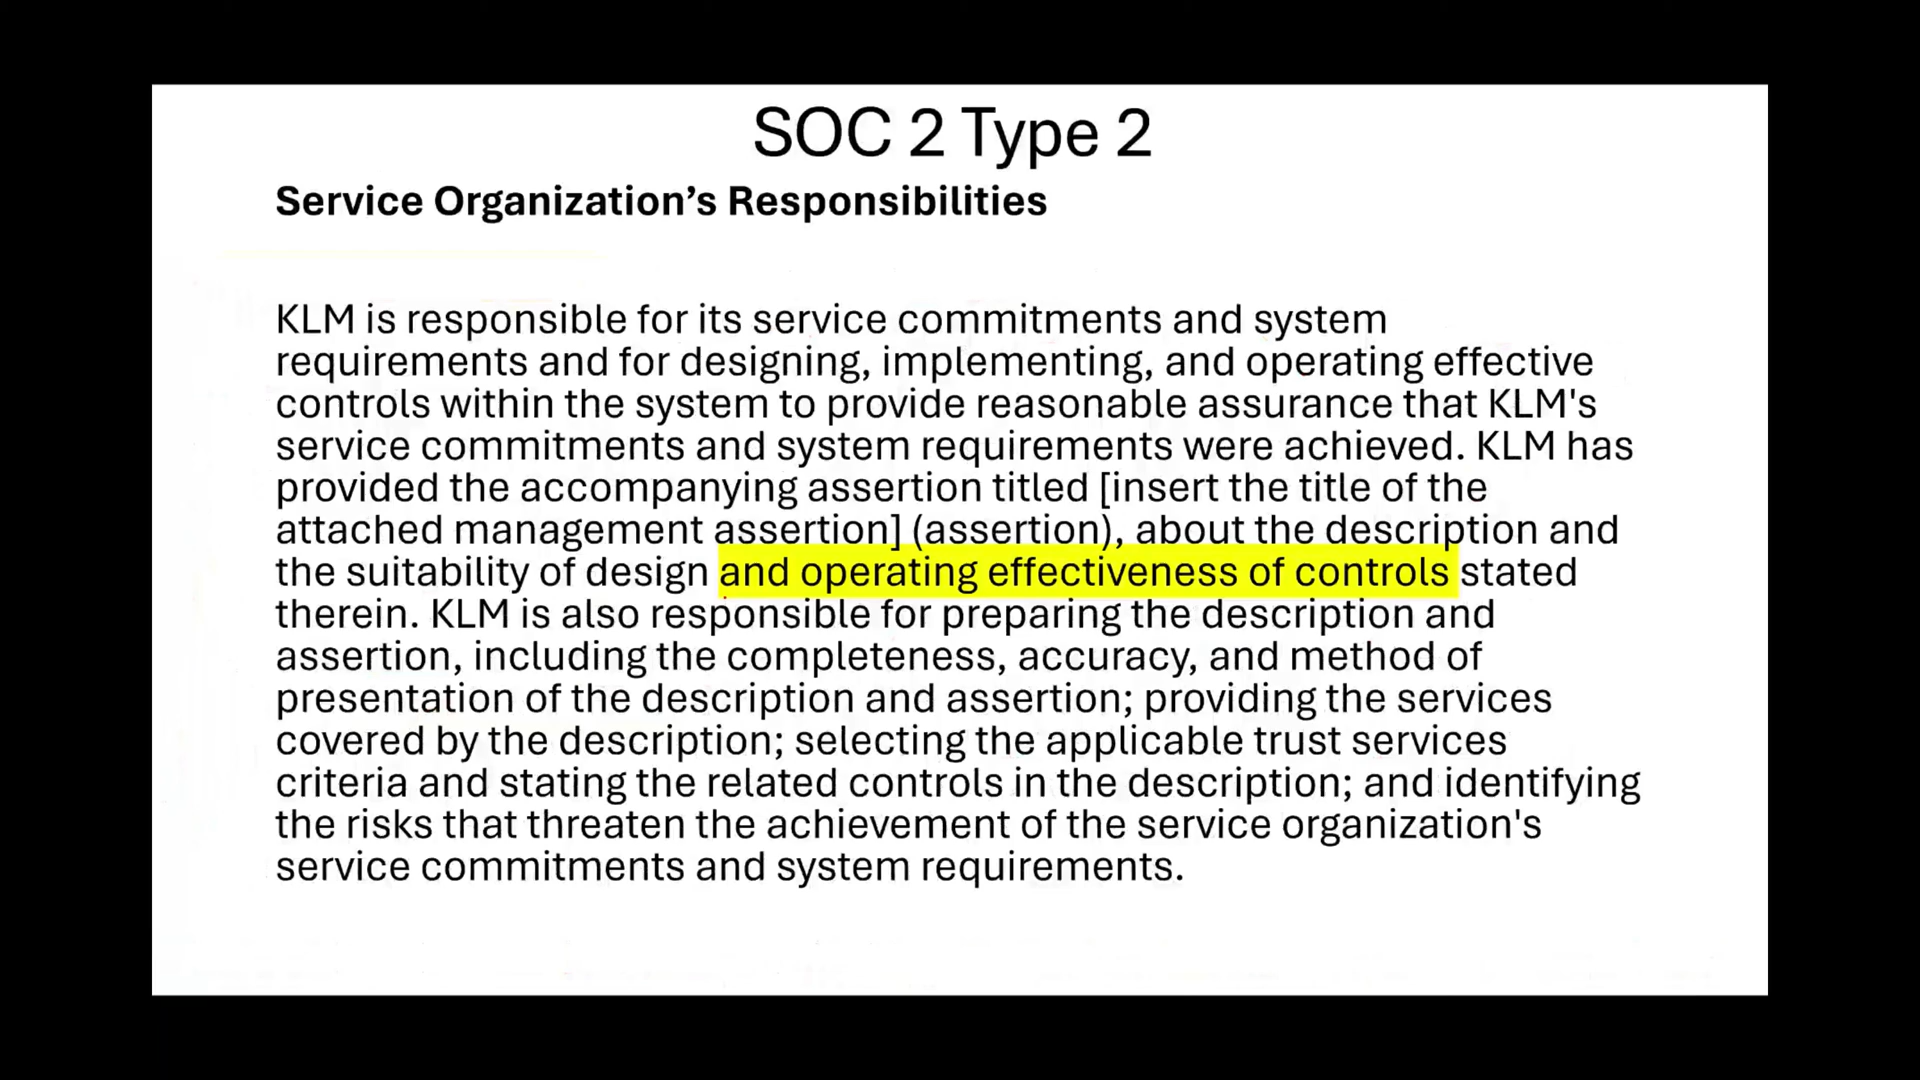 SOC 2 Type 2
Service Organization’s Responsibilities
KLM is responsible for its service commitments and system
requirements and for designing, implementing, and operating effective
controls within the system to provide reasonable assurance that KLM's
service commitments and system requirements were achieved. KLM has
provided the accompanying assertion titled [insert the title of the
attached management assertion] (assertion), about the description and
the suitability of design and operating effectiveness of controls stated
therein. KLM is also responsible for preparing the description and
assertion, including the completeness, accuracy, and method of
presentation of the description and assertion; providing the services
covered by the description; selecting the applicable trust services
criteria and stating the related controls in the description; and identifying
the risks that threaten the achievement of the service organization's
service commitments and system requirements.